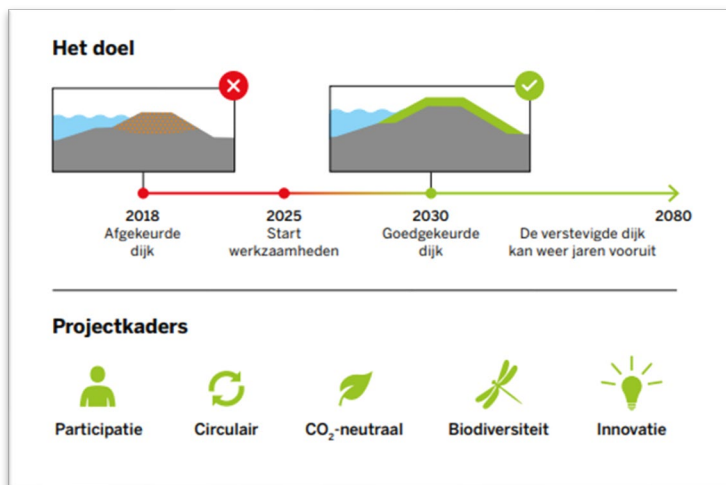 Het doel
2018
Afgekeurde
dijk
2025
Start
werkzaamheden
2030
Goedgekeurde
dijk
2080
De verstevigde dijk
kan weer jaren vooruit
Projectkaders
Participatie
Circulair
CO₂-neutraal
Biodiversiteit
Innovatie